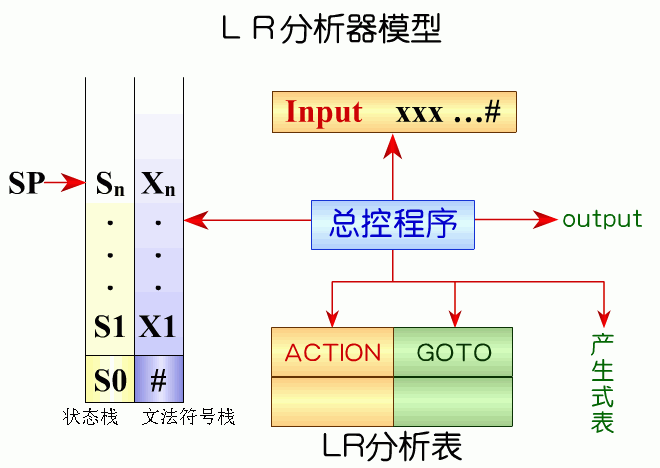 LR分析器模型
Input xxx …#
SP
Sn Xn
. .
. .
. .
总控程序
output
S1 X1
ACTION GOTO
产生式表
S0 #
状态栈 文法符号栈
LR分析表